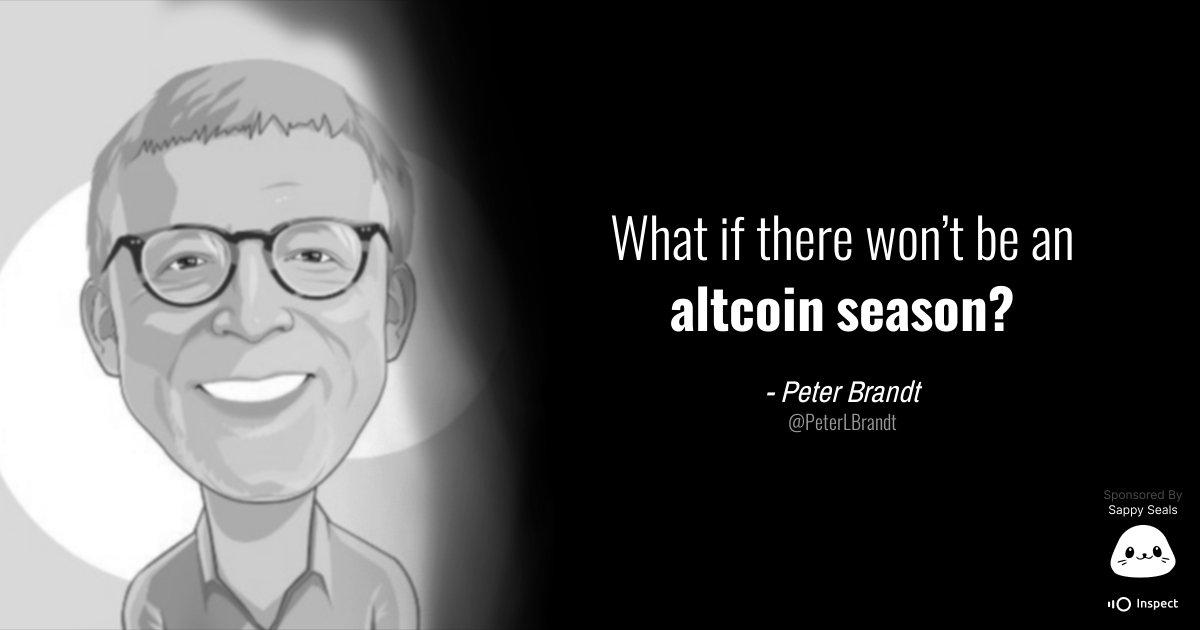 What if there won’t be an
altcoin season?
- Peter Brandt
@PeterLBrandt
Sponsored By
Sappy Seals
Inspect